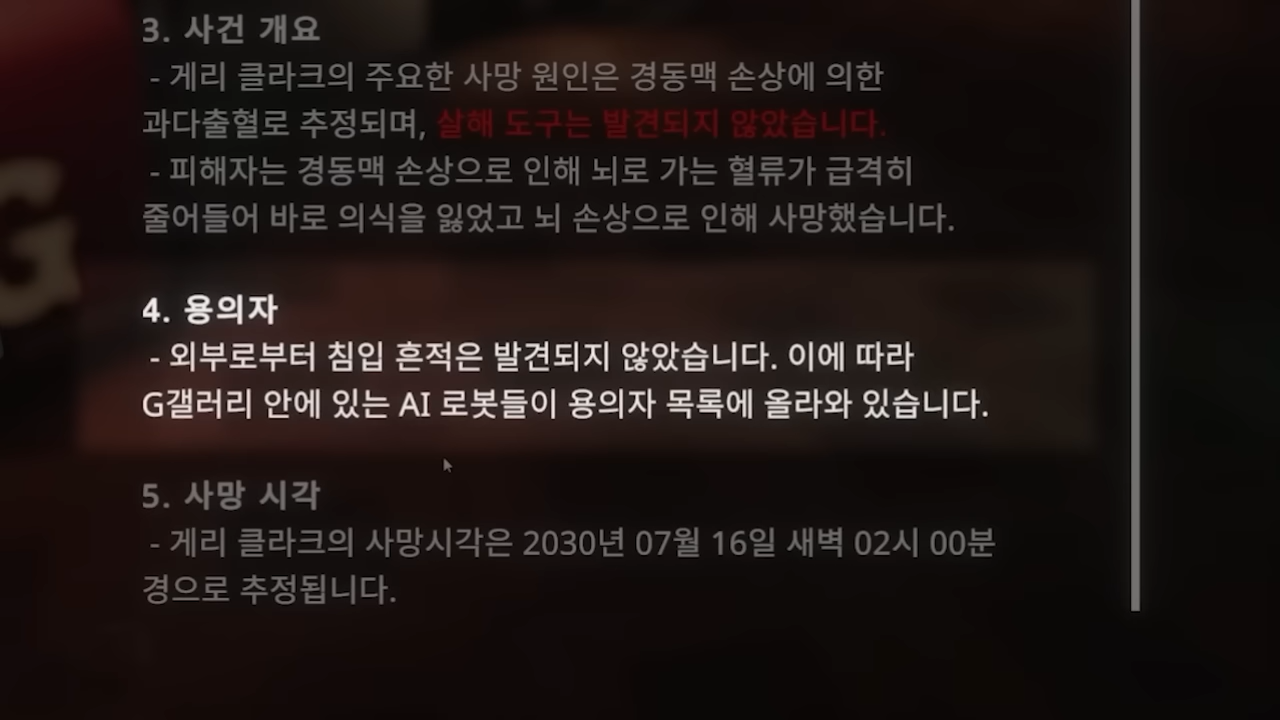 3. 사건 개요
- 게리 클라크의 주요한 사망 원인은 경동맥 손상에 의한
과다출혈로 추정되며, 살해 도구는 발견되지 않았습니다.
- 피해자는 경동맥 손상으로 인해 뇌로 가는 혈류가 급격히
줄어들어 바로 의식을 잃었고 뇌 손상으로 인해 사망했습니다.
4. 용의자
- 외부로부터 침입 흔적은 발견되지 않았습니다. 이에 따라
G갤러리 안에 있는 AI 로봇들이 용의자 목록에 올라와 있습니다.
5. 사망 시각
- 게리 클라크의 사망시각은 2030년 07월 16일 새벽 02시 00분
경으로 추정됩니다.
G